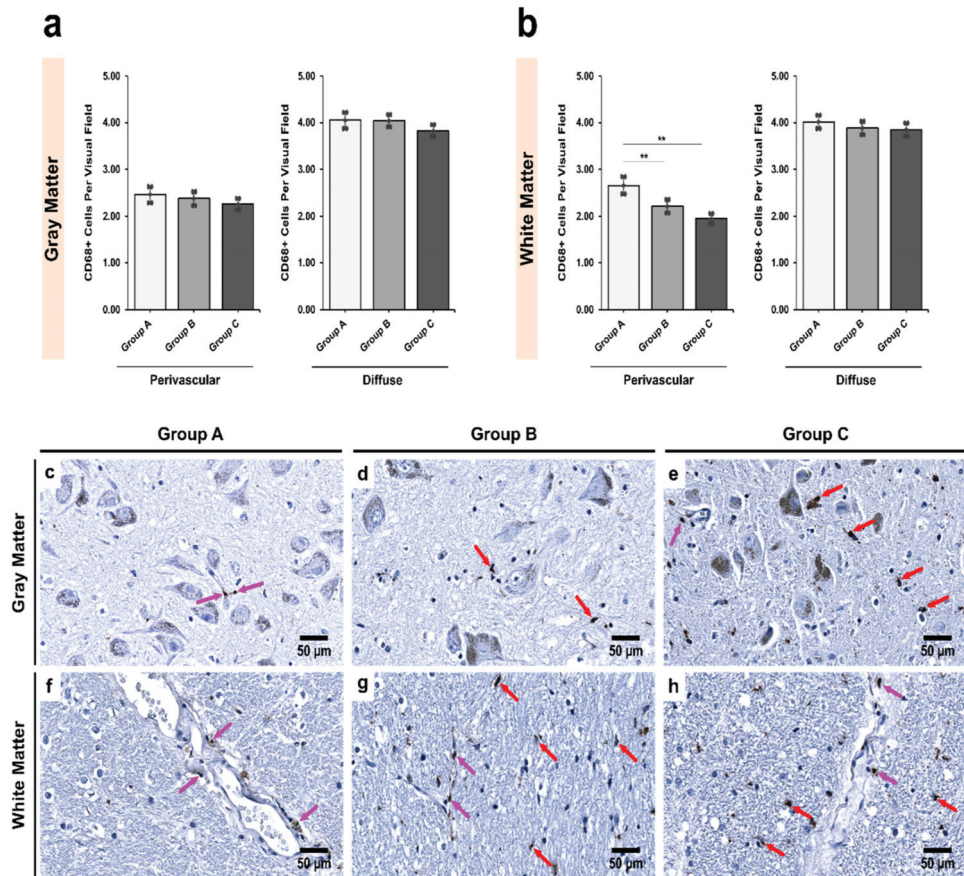 a
Gray Matter
CD68+ Cells Per Visual Field
5.00
4.00
3.00
2.00
1.00
0.00
Group A
Group B
Group C
Perivascular
CD68+ Cells Per Visual Field
5.00
4.00
3.00
2.00
1.00
0.00
Group A
Group B
Group C
Diffuse
b
White Matter
CD68+ Cells Per Visual Field
5.00
4.00
3.00
2.00
1.00
0.00
**
**
Group A
Group B
Group C
Perivascular
CD68+ Cells Per Visual Field
5.00
4.00
3.00
2.00
1.00
0.00
Group A
Group B
Group C
Diffuse
Group A
Group B
Group C
Gray Matter
c
50 µm
d
50 µm
e
50 µm
White Matter
f
50 µm
g
50 µm
h
50 µm